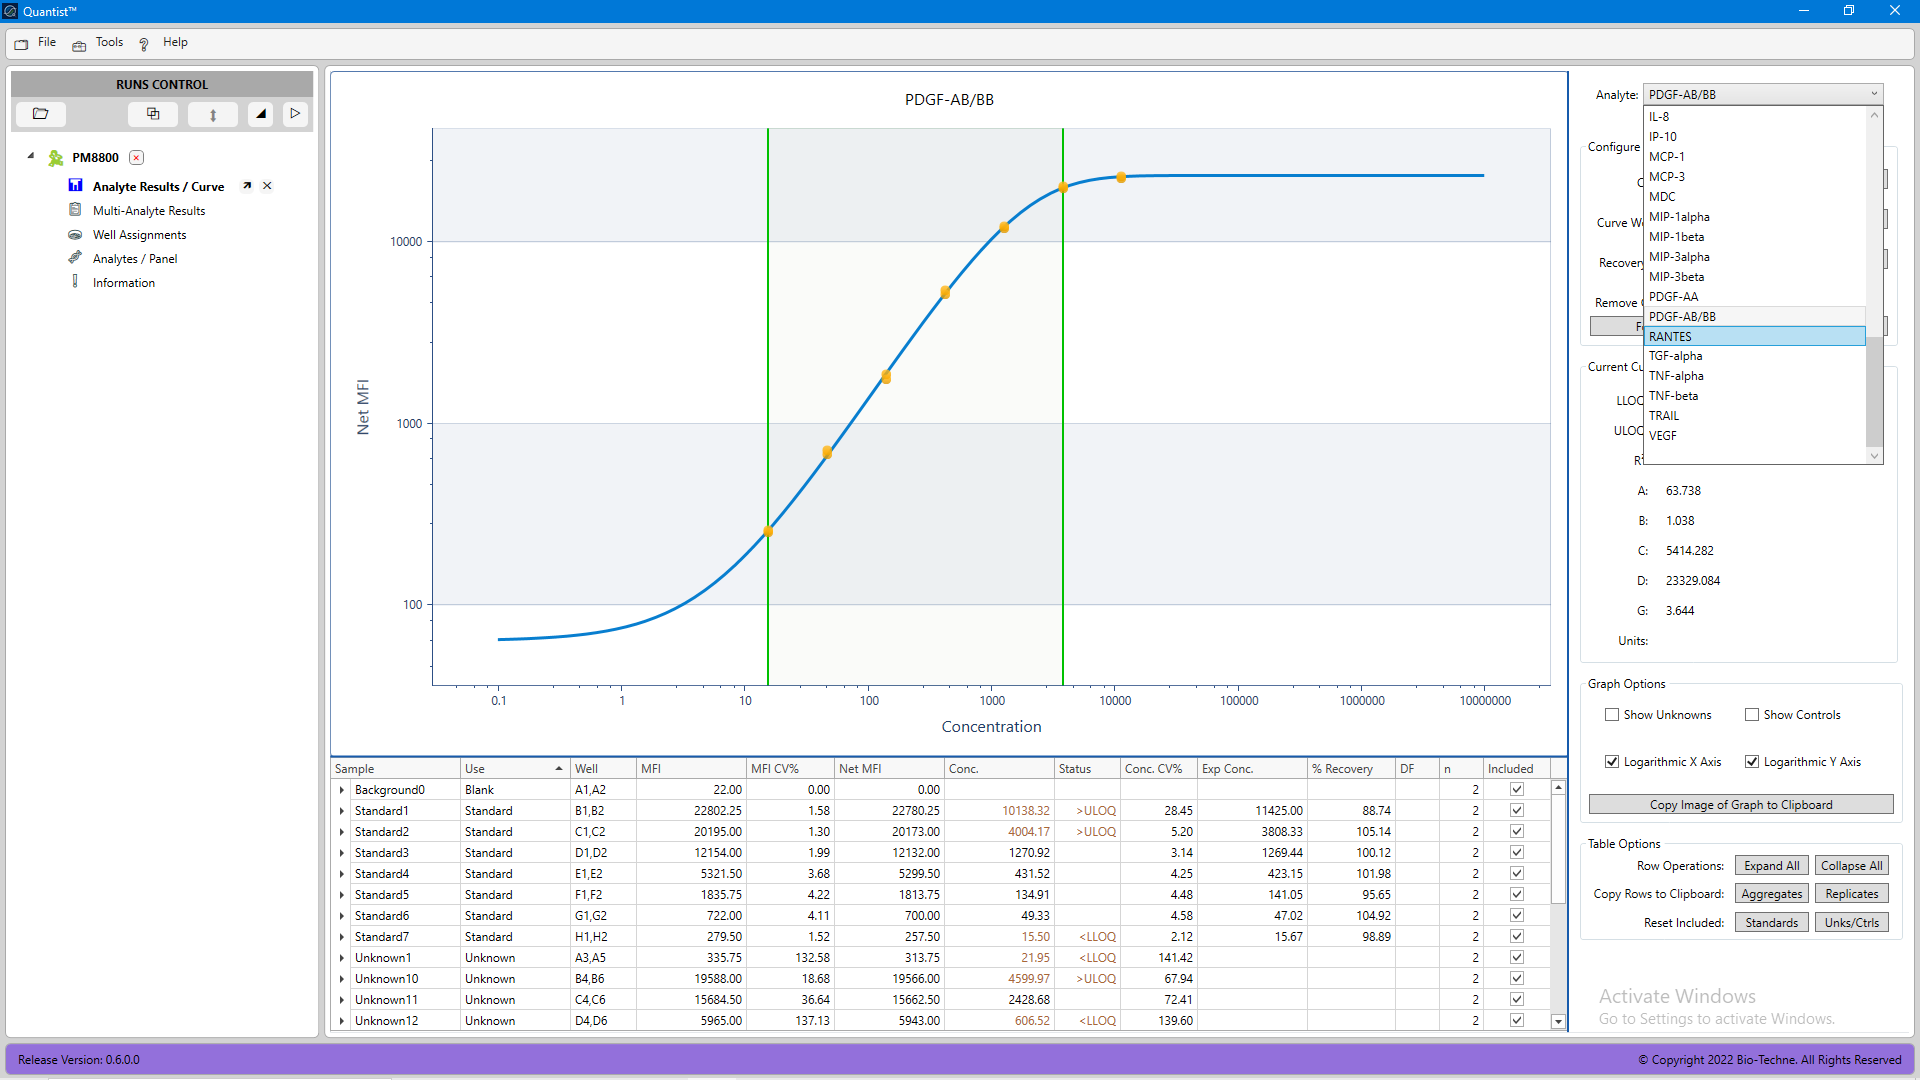 Quantist™
File Tools Help
RUNS CONTROL
PM8800
Analyte Results / Curve
Multi-Analyte Results
Well Assignments
Analytes / Panel
Information
PDGF-AB/BB
Net MFI
10000
1000
100
0.1 1 10 100 1000 10000 100000 1000000 10000000
Concentration
Sample Use Well MFI MFI CV% Net MFI Conc. Status Conc. CV% Exp Conc. % Recovery DF n Included
Background0 Blank A1,A2 22.00 0.00 0.00 2
Standard1 Standard B1,B2 22802.25 1.58 22780.25 10138.32 >ULOQ 28.45 11425.00 88.74 2
Standard2 Standard C1,C2 20195.00 1.30 20173.00 4004.17 >ULOQ 5.20 3808.33 105.14 2
Standard3 Standard D1,D2 12154.00 1.99 12132.00 1270.92 3.14 1269.44 100.12 2
Standard4 Standard E1,E2 5321.50 3.68 5299.50 431.52 4.25 423.15 101.98 2
Standard5 Standard F1,F2 1835.75 4.22 1813.75 134.91 4.48 141.05 95.65 2
Standard6 Standard G1,G2 722.00 4.11 700.00 49.33 4.58 47.02 104.92 2
Standard7 Standard H1,H2 279.50 1.52 257.50 15.50 <LLOQ 2.12 15.67 98.89 2
Unknown1 Unknown A3,A5 335.75 132.58 313.75 21.95 <LLOQ 141.42 2
Unknown10 Unknown B4,B6 19588.00 18.68 19566.00 4599.97 >ULOQ 67.94 2
Unknown11 Unknown C4,C6 15684.50 36.64 15662.50 2428.68 72.41 2
Unknown12 Unknown D4,D6 5965.00 137.13 5943.00 606.52 <LLOQ 139.60 2
Analyte: PDGF-AB/BB
IL-8
IP-10
MCP-1
MCP-3
MDC
MIP-1alpha
MIP-1beta
MIP-3alpha
MIP-3beta
PDGF-AA
PDGF-AB/BB
RANTES
TGF-alpha
TNF-alpha
TNF-beta
TRAIL
VEGF
Configure
Curve W
Recovery
Remove
Current Cu
LLOQ
ULOQ
A: 63.738
B: 1.038
C: 5414.282
D: 23329.084
G: 3.644
Units:
Graph Options
Show Unknowns Show Controls
Logarithmic X Axis Logarithmic Y Axis
Copy Image of Graph to Clipboard
Table Options
Row Operations: Expand All Collapse All
Copy Rows to Clipboard: Aggregates Replicates
Reset Included: Standards Unks/Ctrls
Activate Windows
Go to Settings to activate Windows.
Release Version: 0.6.0.0
© Copyright 2022 Bio-Techne. All Rights Reserved